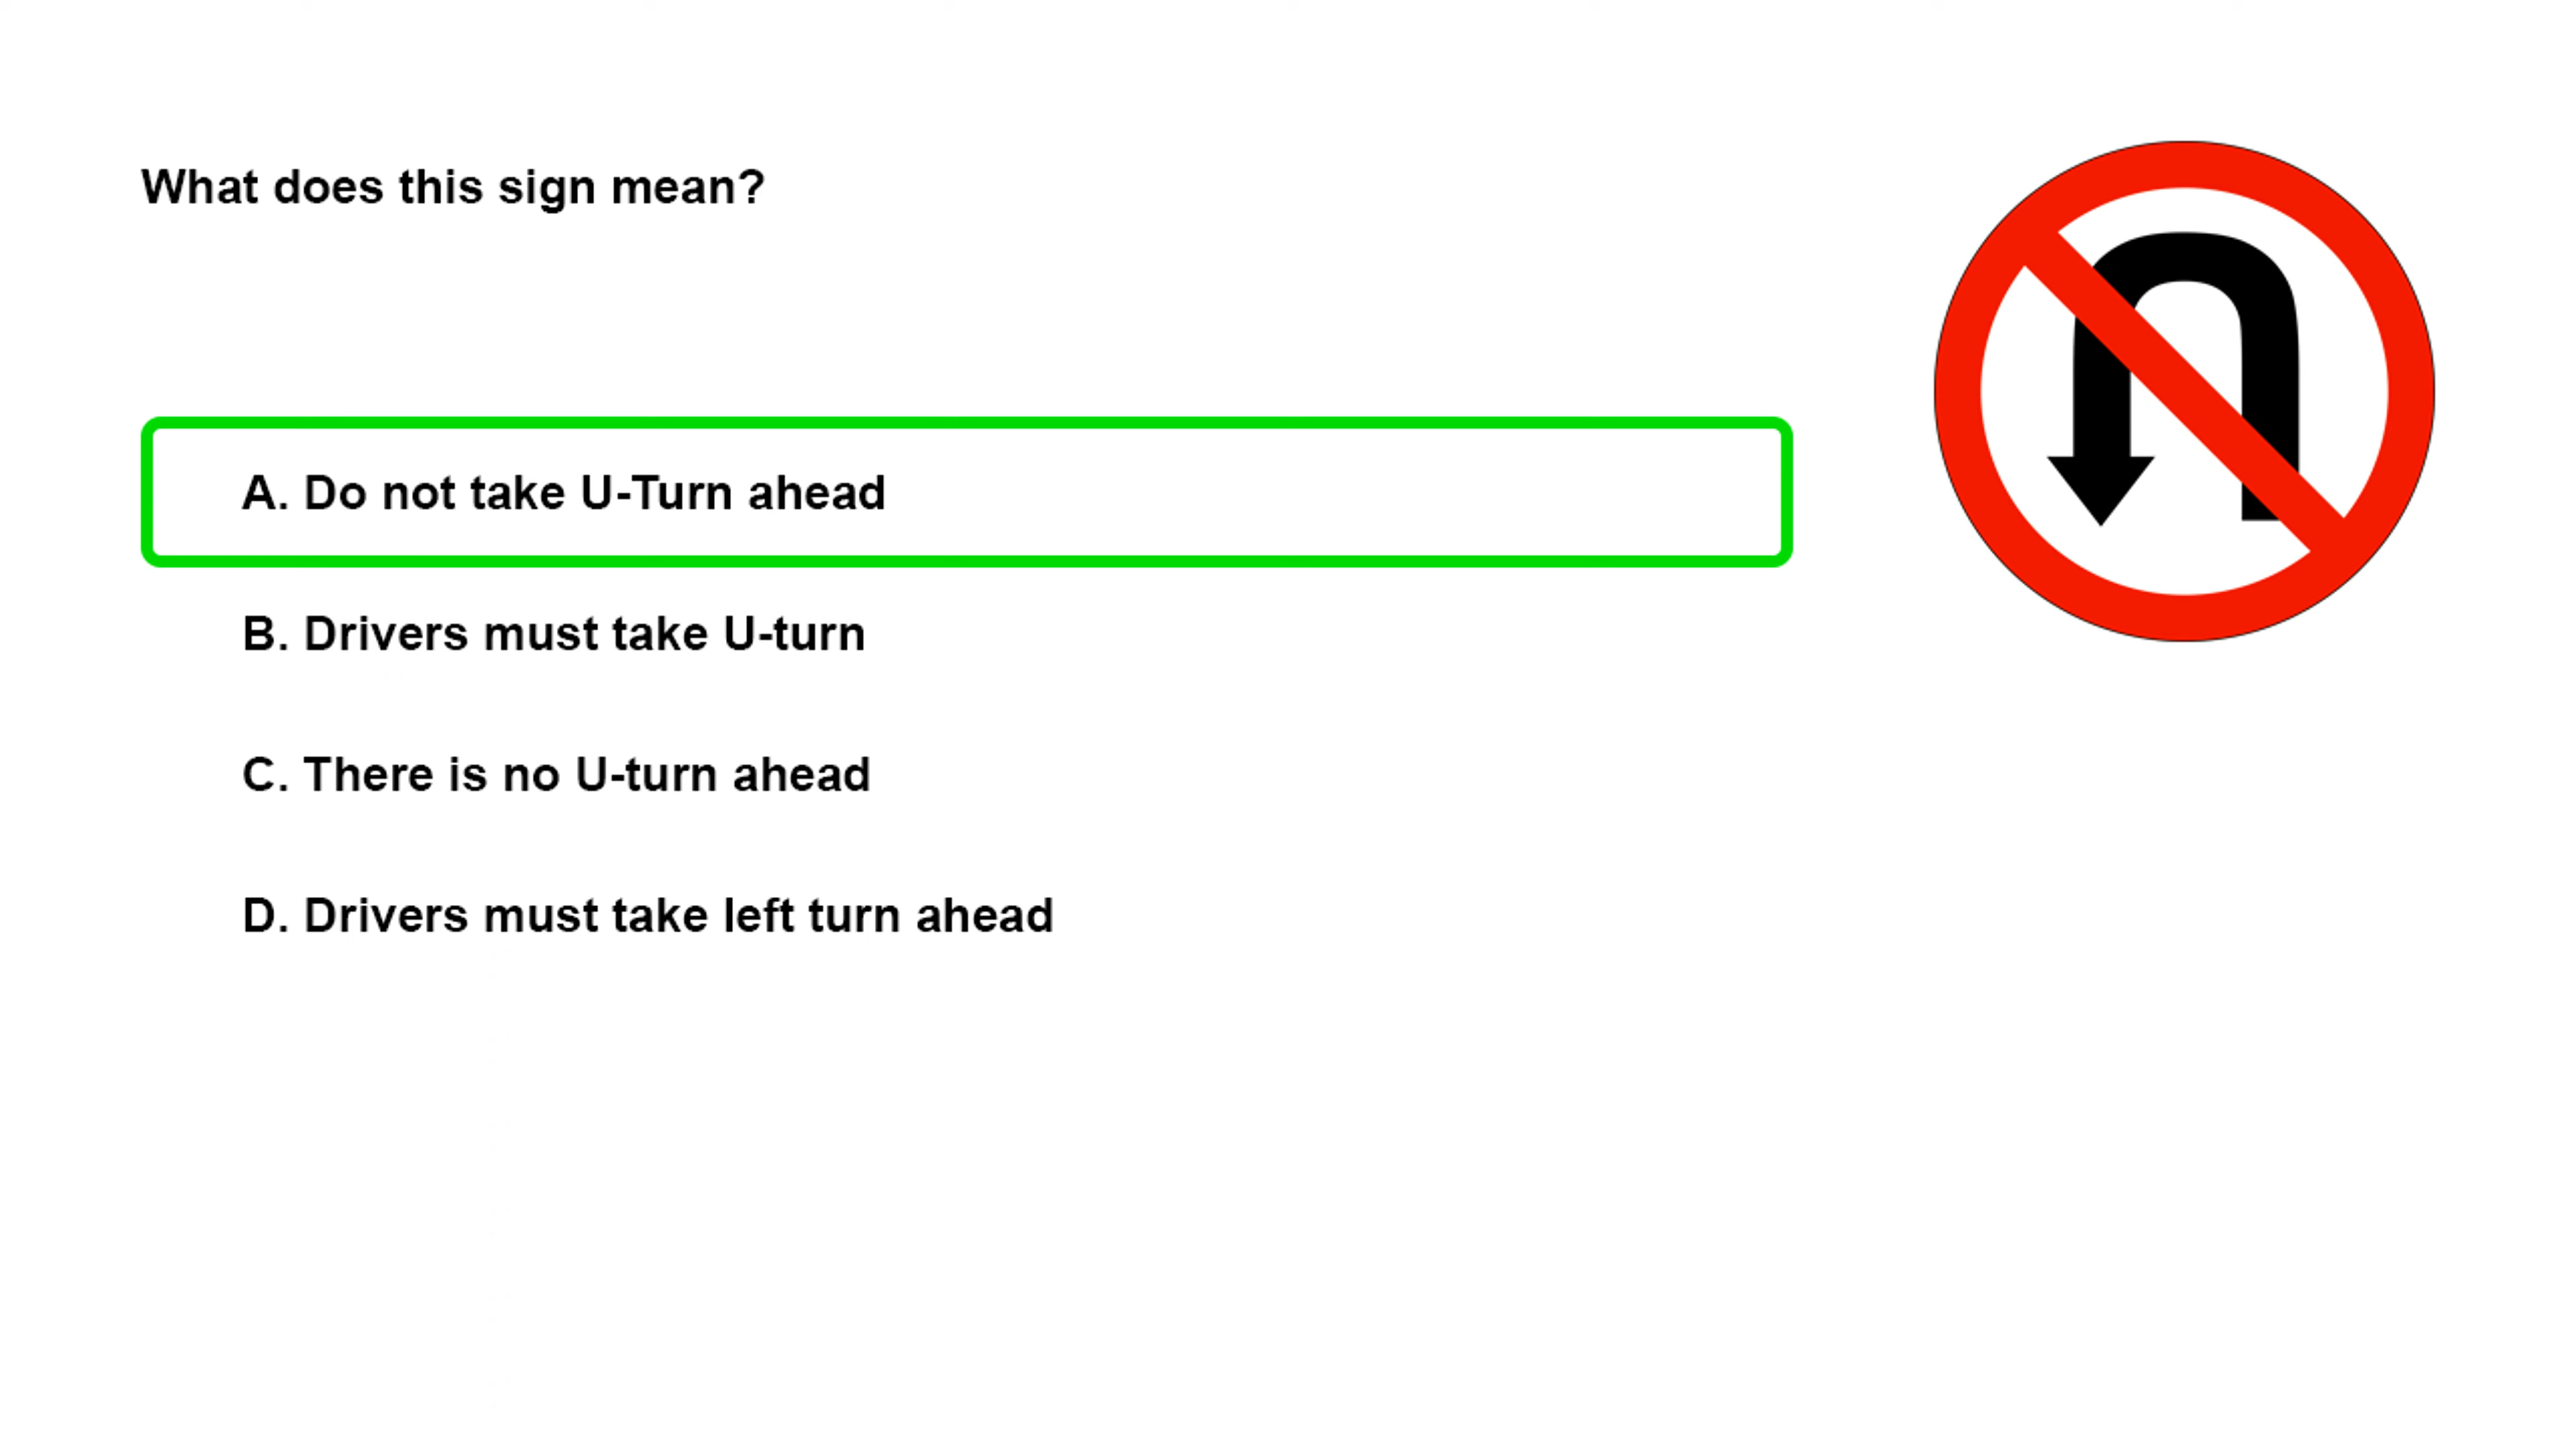 What does this sign mean?
A. Do not take U-Turn ahead
B. Drivers must take U-turn
C. There is no U-turn ahead
D. Drivers must take left turn ahead